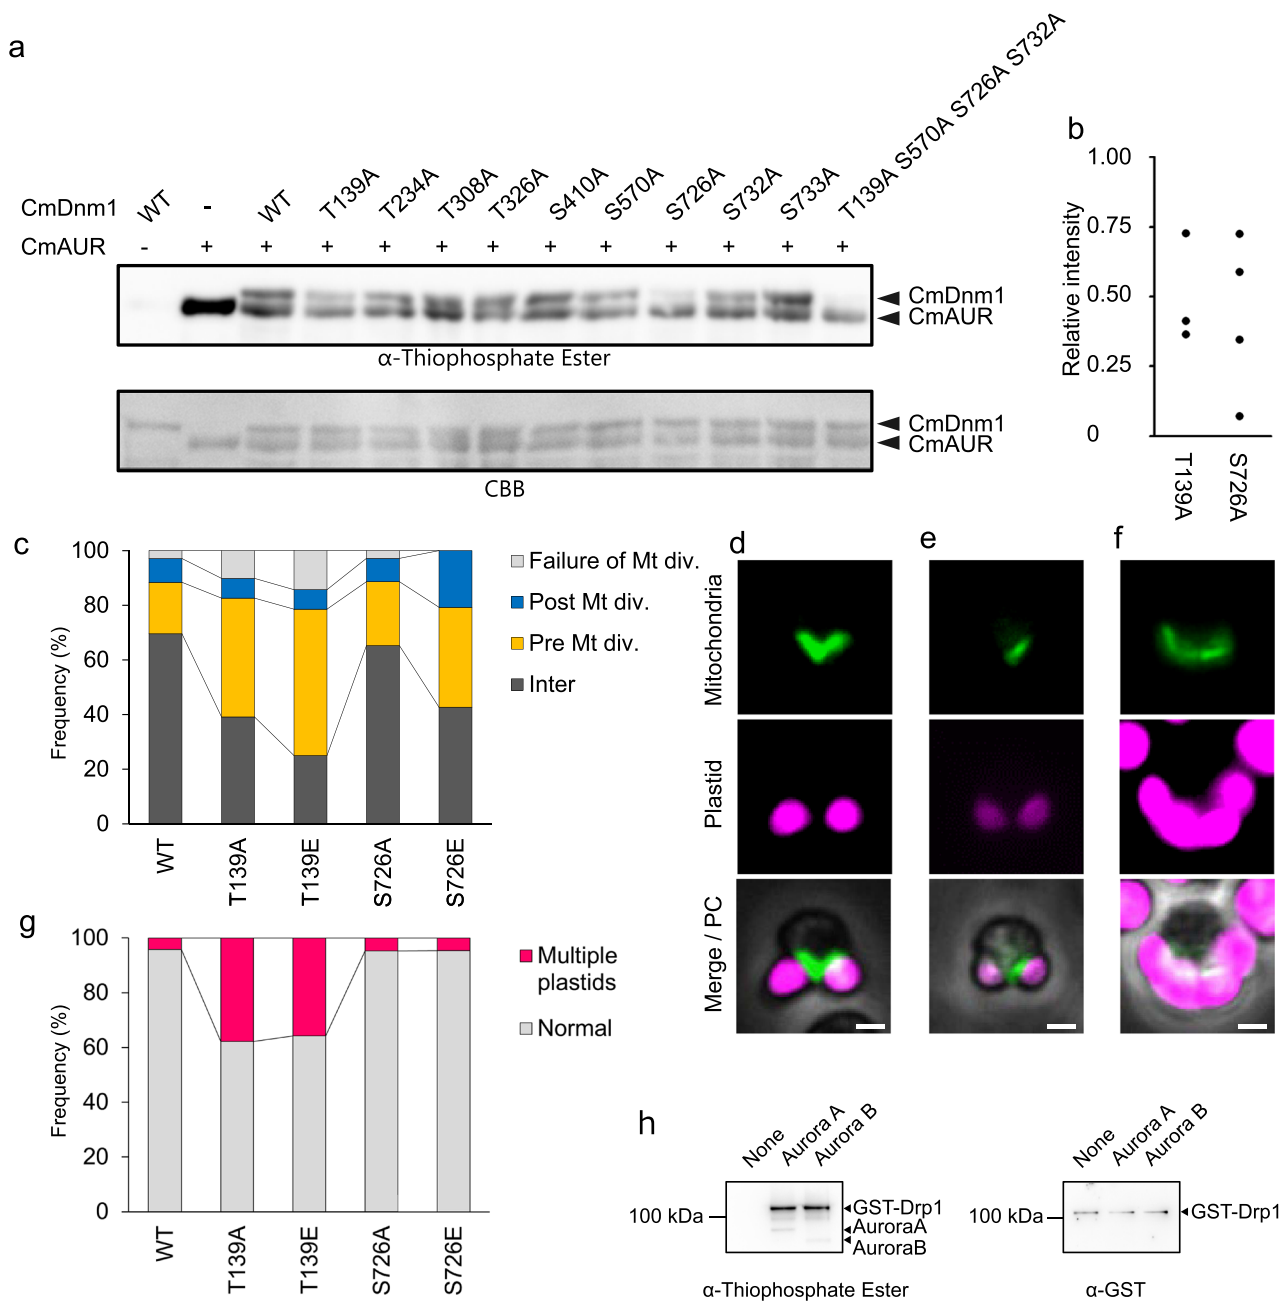 a
CmDnm1 WT - WT T139A T234A T308A T326A S410A S570A S726A S732A S733A T139A S570A S726A S732A
CmAUR - + + + + + + + + + + + +
CmDnm1
CmAUR
α-Thiophosphate Ester
CmDnm1
CmAUR
CBB
b
Relative intensity
1.00
0.75
0.50
0.25
0
T139A S726A
c
Frequency (%)
100
80
60
40
20
0
WT T139A T139E S726A S726E
Failure of Mt div.
Post Mt div.
Pre Mt div.
Inter
d e f
Mitochondria
Plastid
Merge / PC
g
Frequency (%)
100
80
60
40
20
0
WT T139A T139E S726A S726E
Multiple
plastids
Normal
h
None Aurora A Aurora B
100 kDa
GST-Drp1
AuroraA
AuroraB
α-Thiophosphate Ester
None Aurora A Aurora B
100 kDa
GST-Drp1
α-GST